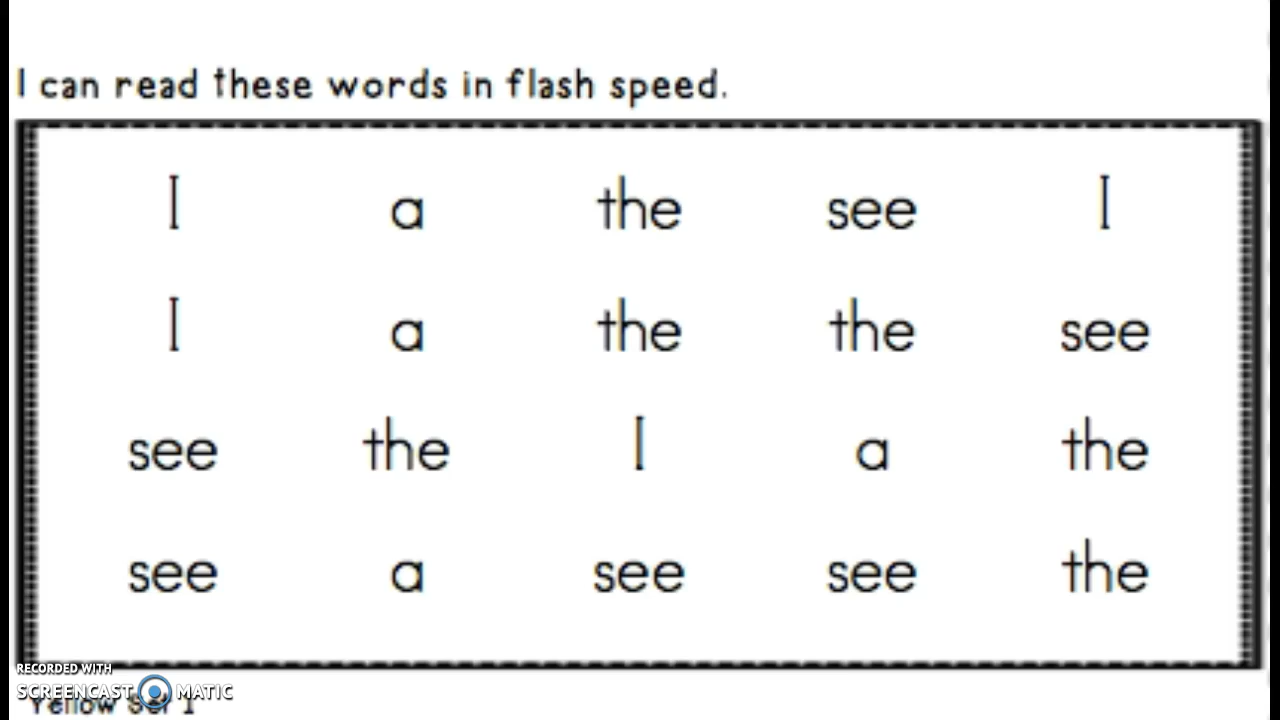 I can read these words in flash speed.
I a the see I
I a the the see
see the I a the
see a see see the
RECORDED WITH
SCREENCAST MATIC
Yellow Set 1